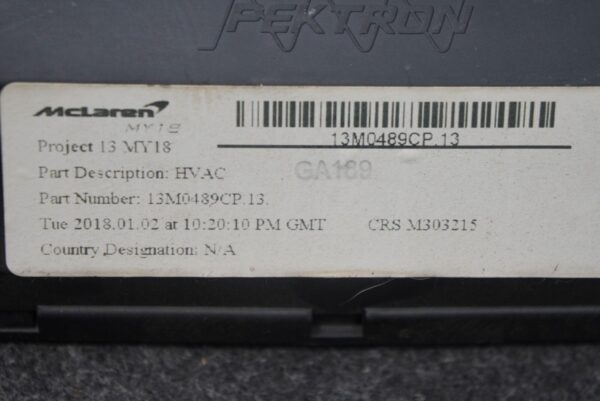 PEKTRON
McLaren
MY18
13M0489CP.13
Project 13 MY18
GA189
Part Description: HVAC
Part Number: 13M0489CP.13.
Tue 2018.01.02 at 10:20:10 PM GMT CRS M303215
Country Designation: N/A